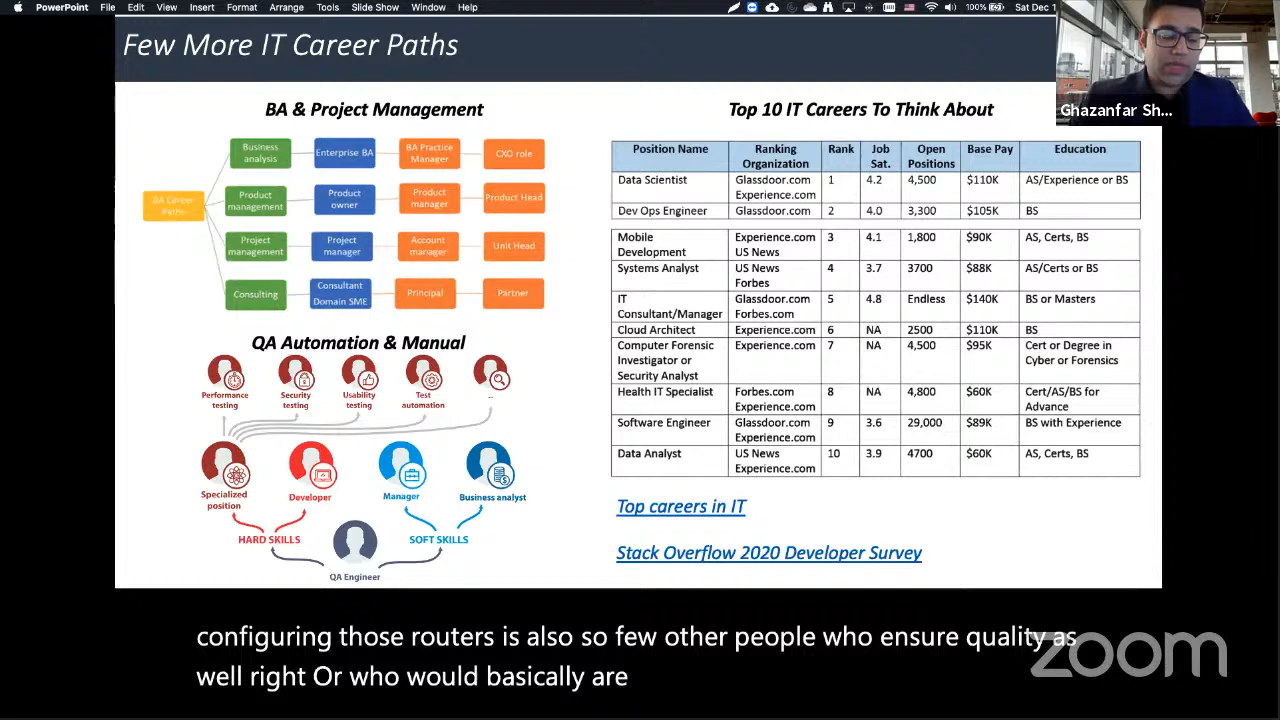 PowerPoint File Edit View Insert Format Arrange Tools Slide Show Window Help 100% Sat Dec 1
Few More IT Career Paths
Ghazanfar Sh...
BA & Project Management
BA Career Paths
Business analysis Enterprise BA BA Practice Manager CXO role
Product management Product owner Product manager Product Head
Project management Project manager Account manager Unit Head
Consulting Consultant Domain SME Principal Partner
QA Automation & Manual
Performance testing Security testing Usability testing Test automation ...
Specialized position Developer Manager Business analyst
HARD SKILLS SOFT SKILLS
QA Engineer
Top 10 IT Careers To Think About
Position Name Ranking Organization Rank Job Sat. Open Positions Base Pay Education
Data Scientist Glassdoor.com Experience.com 1 4.2 4,500 $110K AS/Experience or BS
Dev Ops Engineer Glassdoor.com 2 4.0 3,300 $105K BS
Mobile Development Experience.com US News 3 4.1 1,800 $90K AS, Certs, BS
Systems Analyst US News Forbes 4 3.7 3700 $88K AS/Certs or BS
IT Consultant/Manager Glassdoor.com Forbes.com 5 4.8 Endless $140K BS or Masters
Cloud Architect Experience.com 6 NA 2500 $110K BS
Computer Forensic Investigator or Security Analyst Experience.com 7 NA 4,500 $95K Cert or Degree in Cyber or Forensics
Health IT Specialist Forbes.com Experience.com 8 NA 4,800 $60K Cert/AS/BS for Advance
Software Engineer Glassdoor.com Experience.com 9 3.6 29,000 $89K BS with Experience
Data Analyst US News Experience.com 10 3.9 4700 $60K AS, Certs, BS
Top careers in IT
Stack Overflow 2020 Developer Survey
configuring those routers is also so few other people who ensure quality as
well right Or who would basically are
zoom